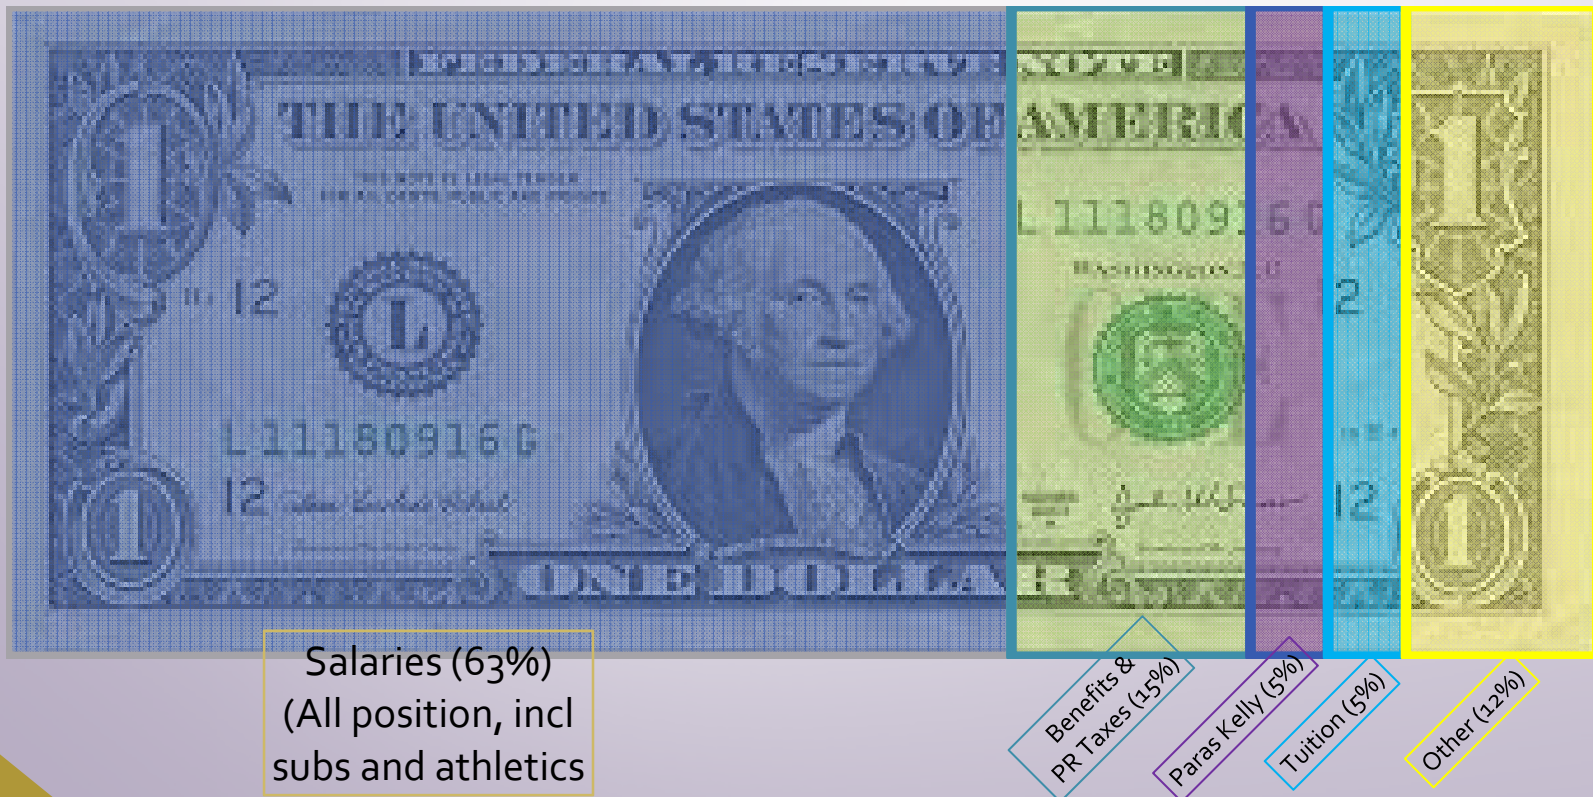 FEDERAL RESERVE NOTE
THE UNITED STATES OF AMERICA
L 11180916 G
WASHINGTON, D.C.
12
L
12
L 11180916 G
12
12
ONE DOLLAR
1
1
1
1
Salaries (63%)
(All position, incl
subs and athletics
Benefits &
PR Taxes (15%)
Paras Kelly (5%)
Tuition (5%)
Other (12%)